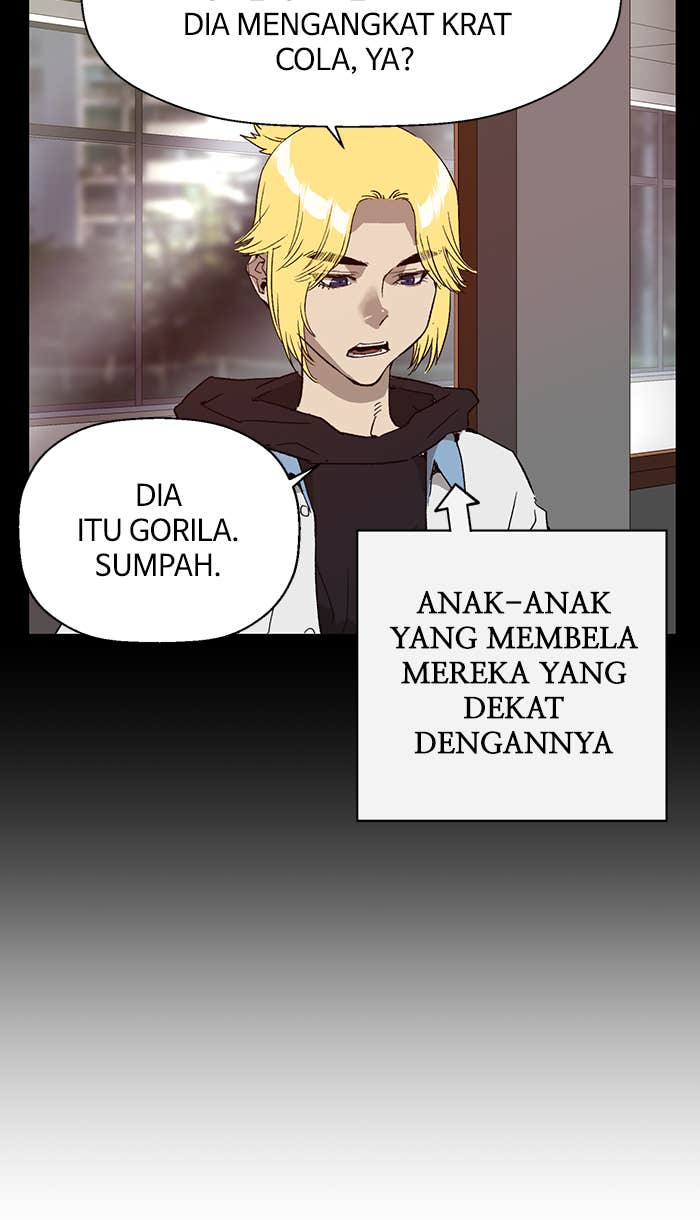 DIA MENGANGKAT KRAT
COLA, YA?
DIA
ITU GORILA.
SUMPAH.
ANAK-ANAK
YANG MEMBELA
MEREKA YANG
DEKAT
DENGANNYA